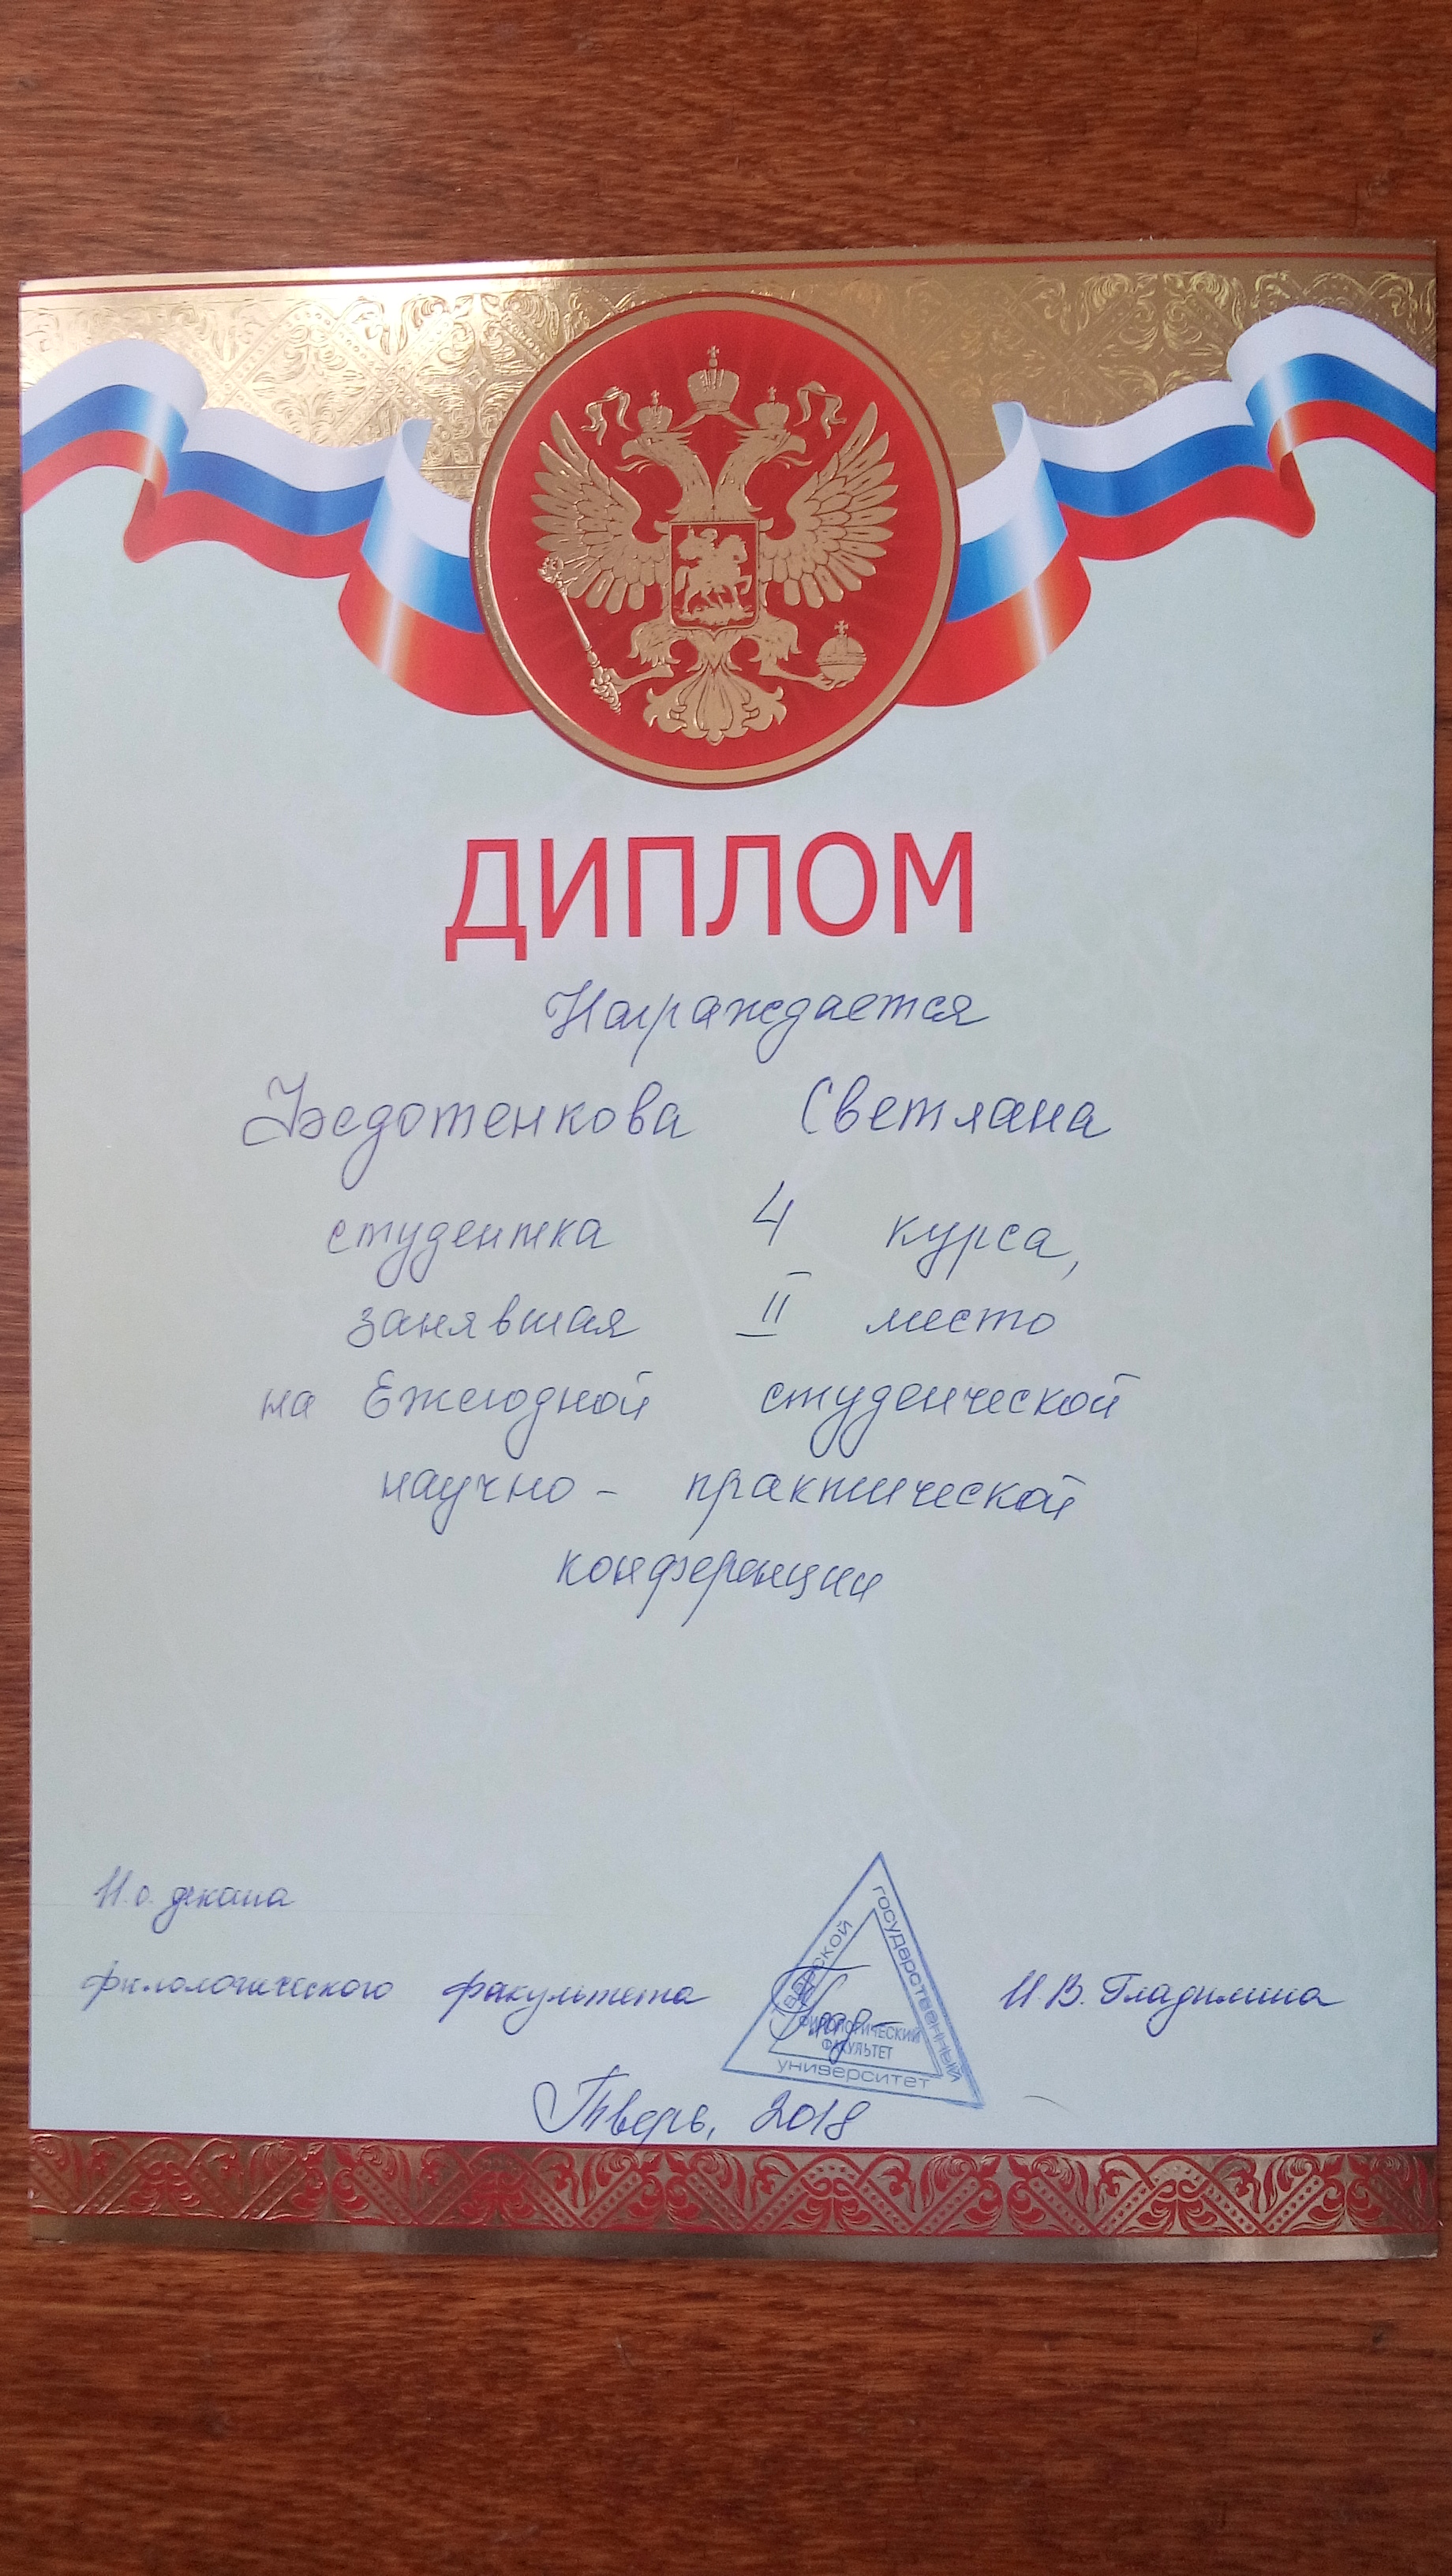 ДИПЛОМ
Награждается
Федотенкова Светлана
студентка 4 курса,
занявшая II место
на Ежегодной студенческой
научно - практической
конференции
И.о. декана
филологического факультета И.В. Гладилина
ТВЕРСКОЙ
ГОСУДАРСТВЕННЫЙ
УНИВЕРСИТЕТ
ФИЛОЛОГИЧЕСКИЙ
ФАКУЛЬТЕТ
Тверь, 2018